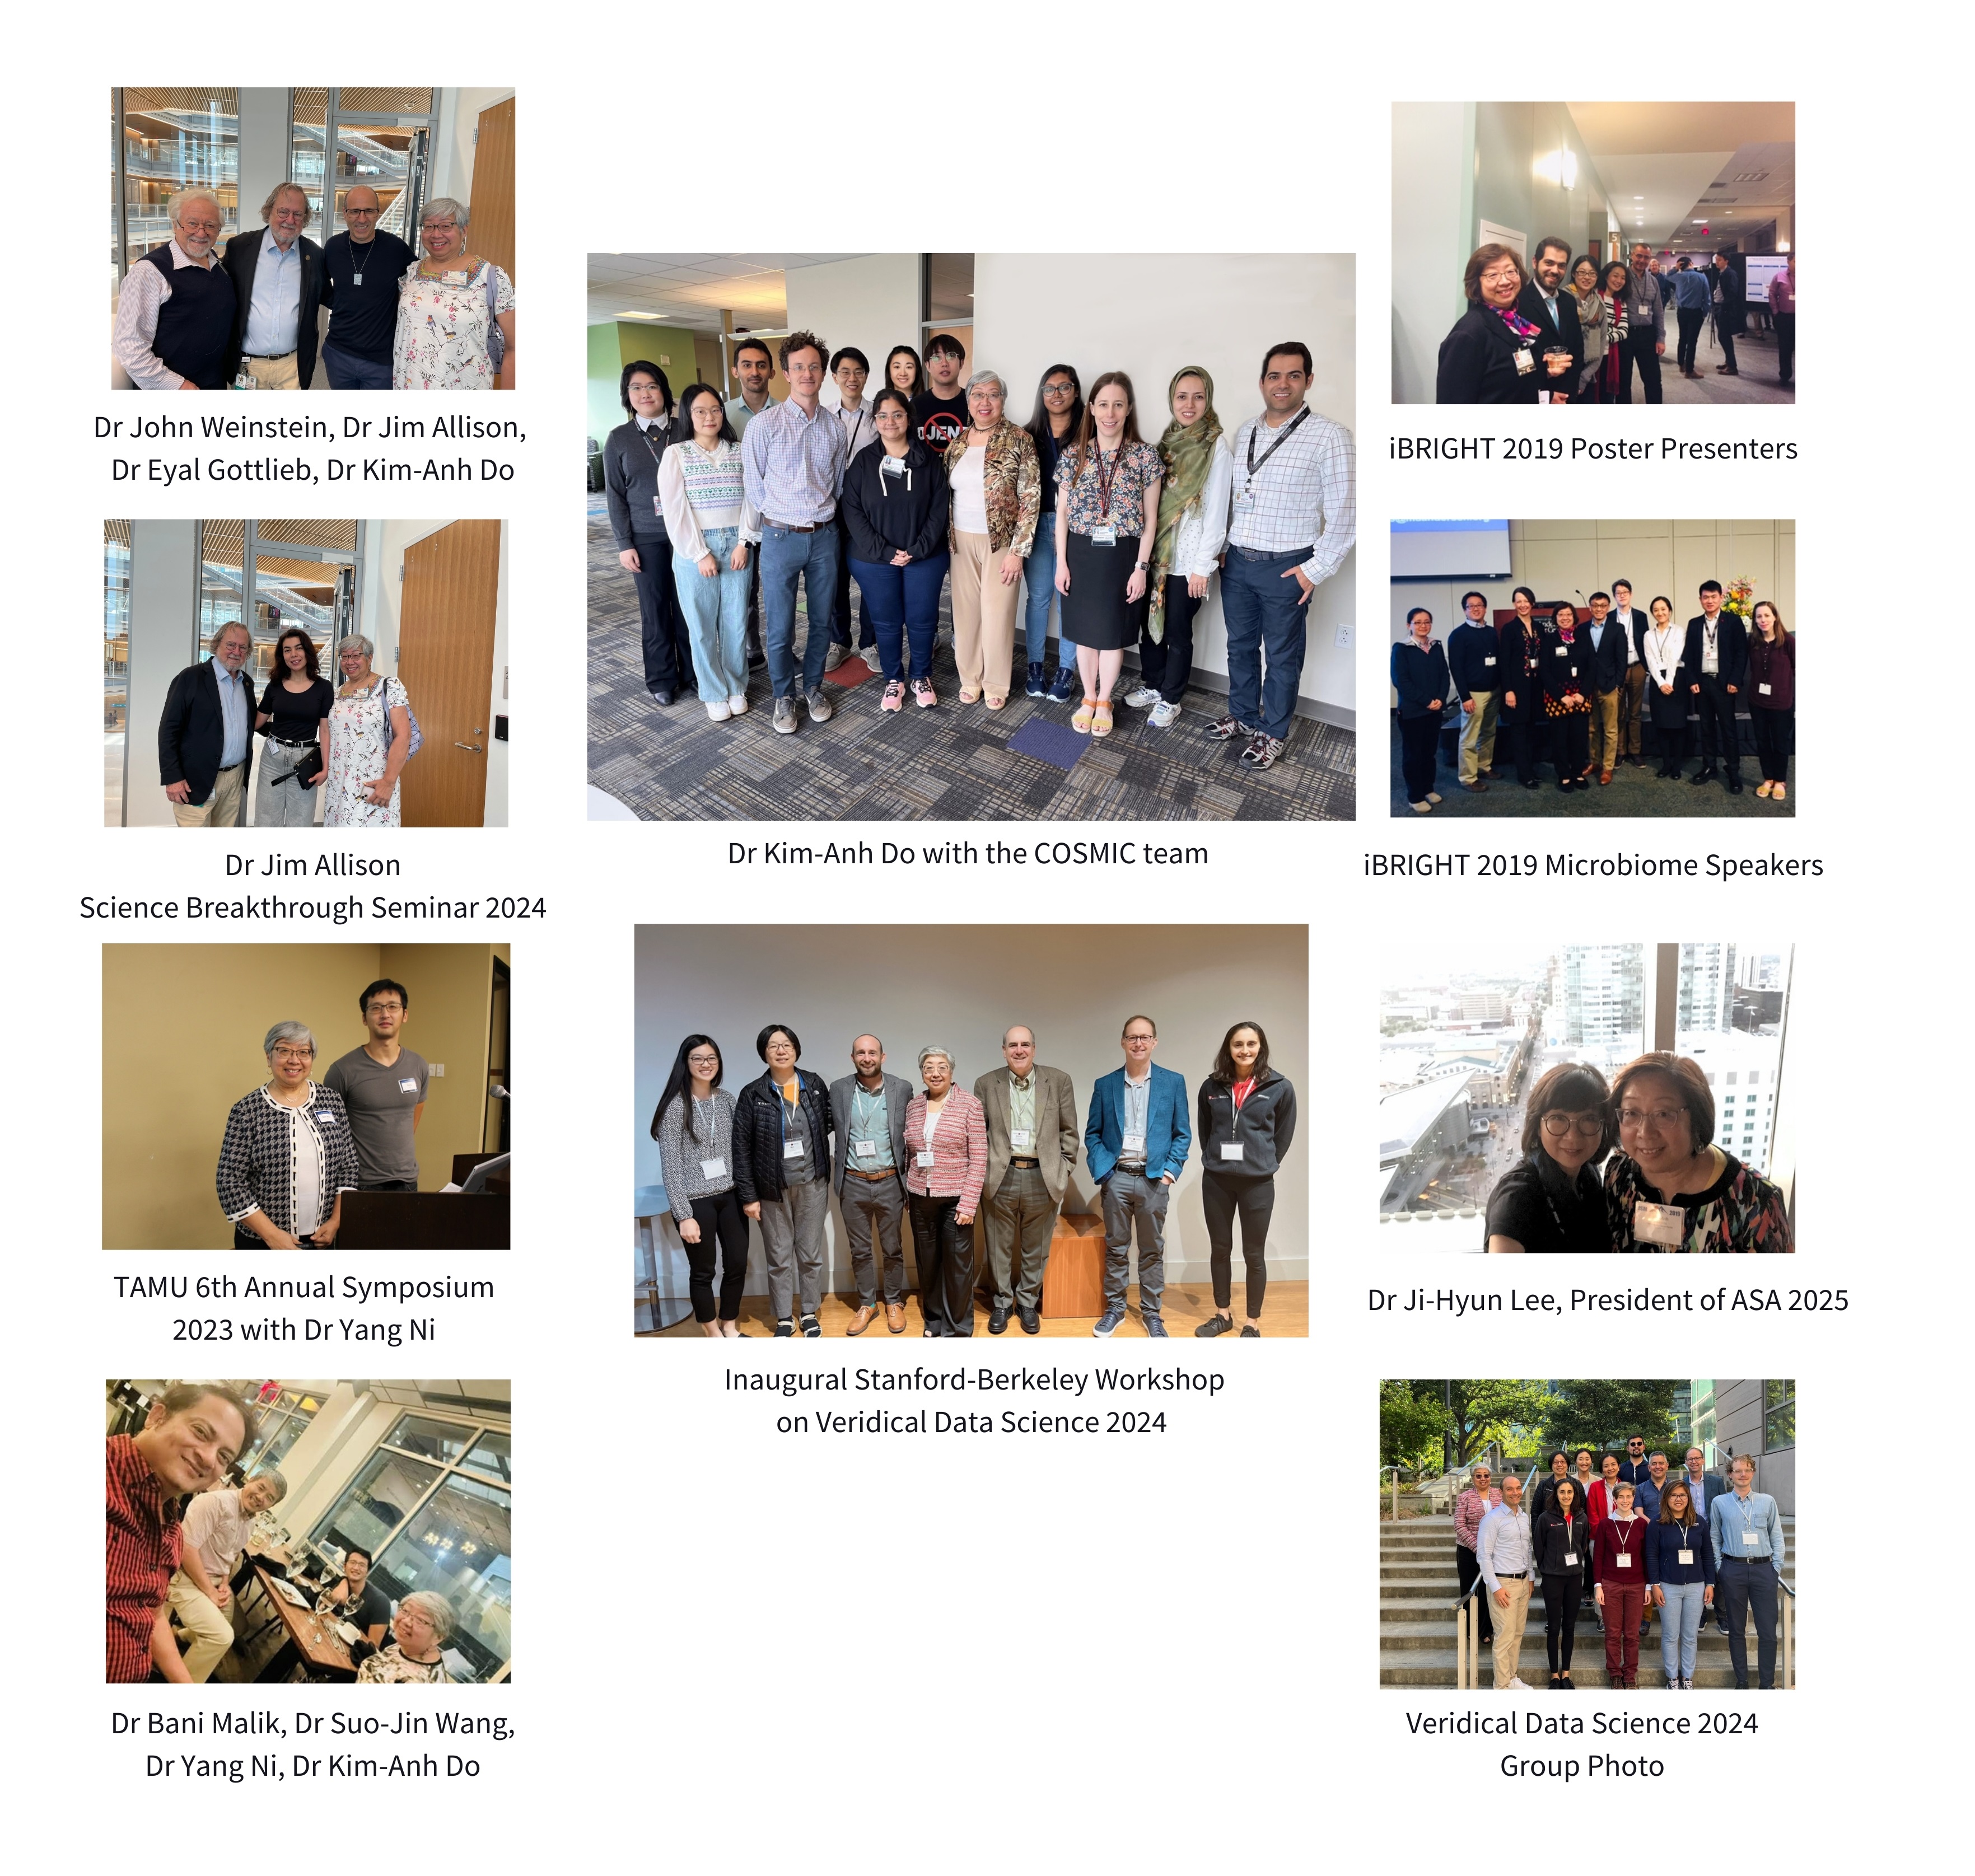 Dr John Weinstein, Dr Jim Allison,
Dr Eyal Gottlieb, Dr Kim-Anh Do
Dr Jim Allison
Science Breakthrough Seminar 2024
TAMU 6th Annual Symposium
2023 with Dr Yang Ni
Dr Bani Malik, Dr Suo-Jin Wang,
Dr Yang Ni, Dr Kim-Anh Do
Dr Kim-Anh Do with the COSMIC team
Inaugural Stanford-Berkeley Workshop
on Veridical Data Science 2024
iBRIGHT 2019 Poster Presenters
iBRIGHT 2019 Microbiome Speakers
Dr Ji-Hyun Lee, President of ASA 2025
Veridical Data Science 2024
Group Photo